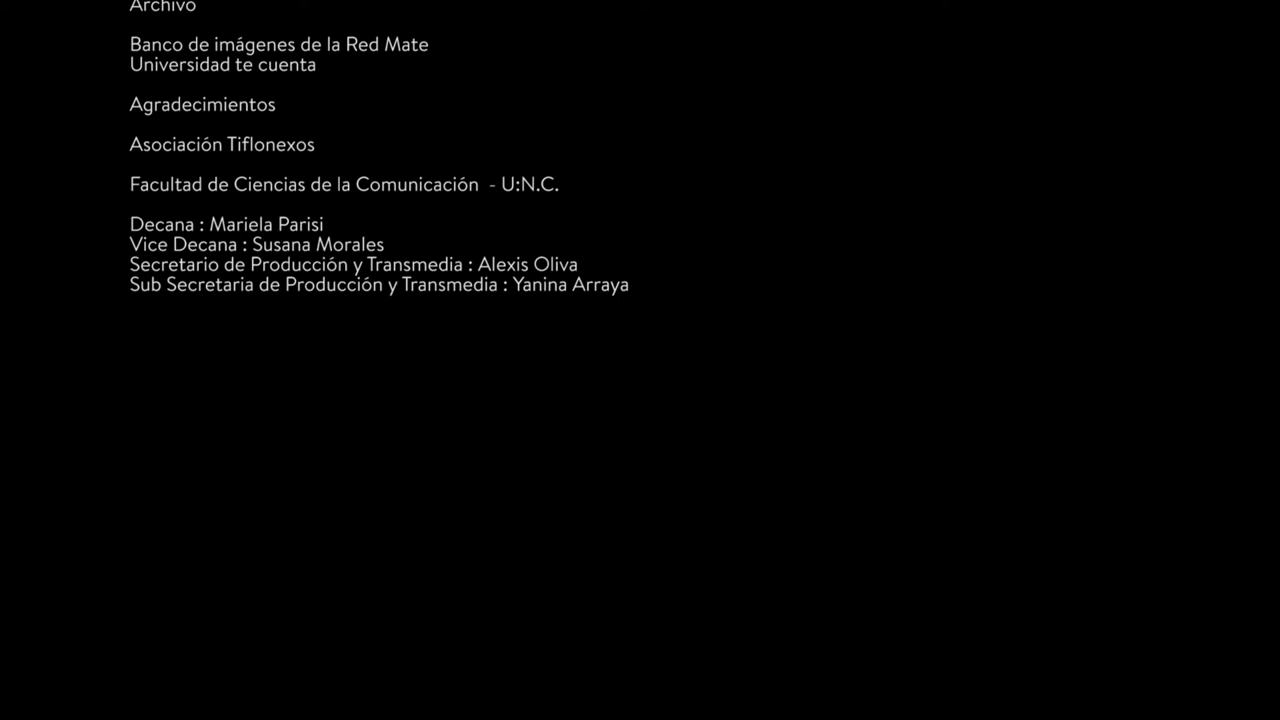 Archivo
Banco de imágenes de la Red Mate
Universidad te cuenta
Agradecimientos
Asociación Tiflonexos
Facultad de Ciencias de la Comunicación - U:N.C.
Decana : Mariela Parisi
Vice Decana : Susana Morales
Secretario de Producción y Transmedia : Alexis Oliva
Sub Secretaria de Producción y Transmedia : Yanina Arraya